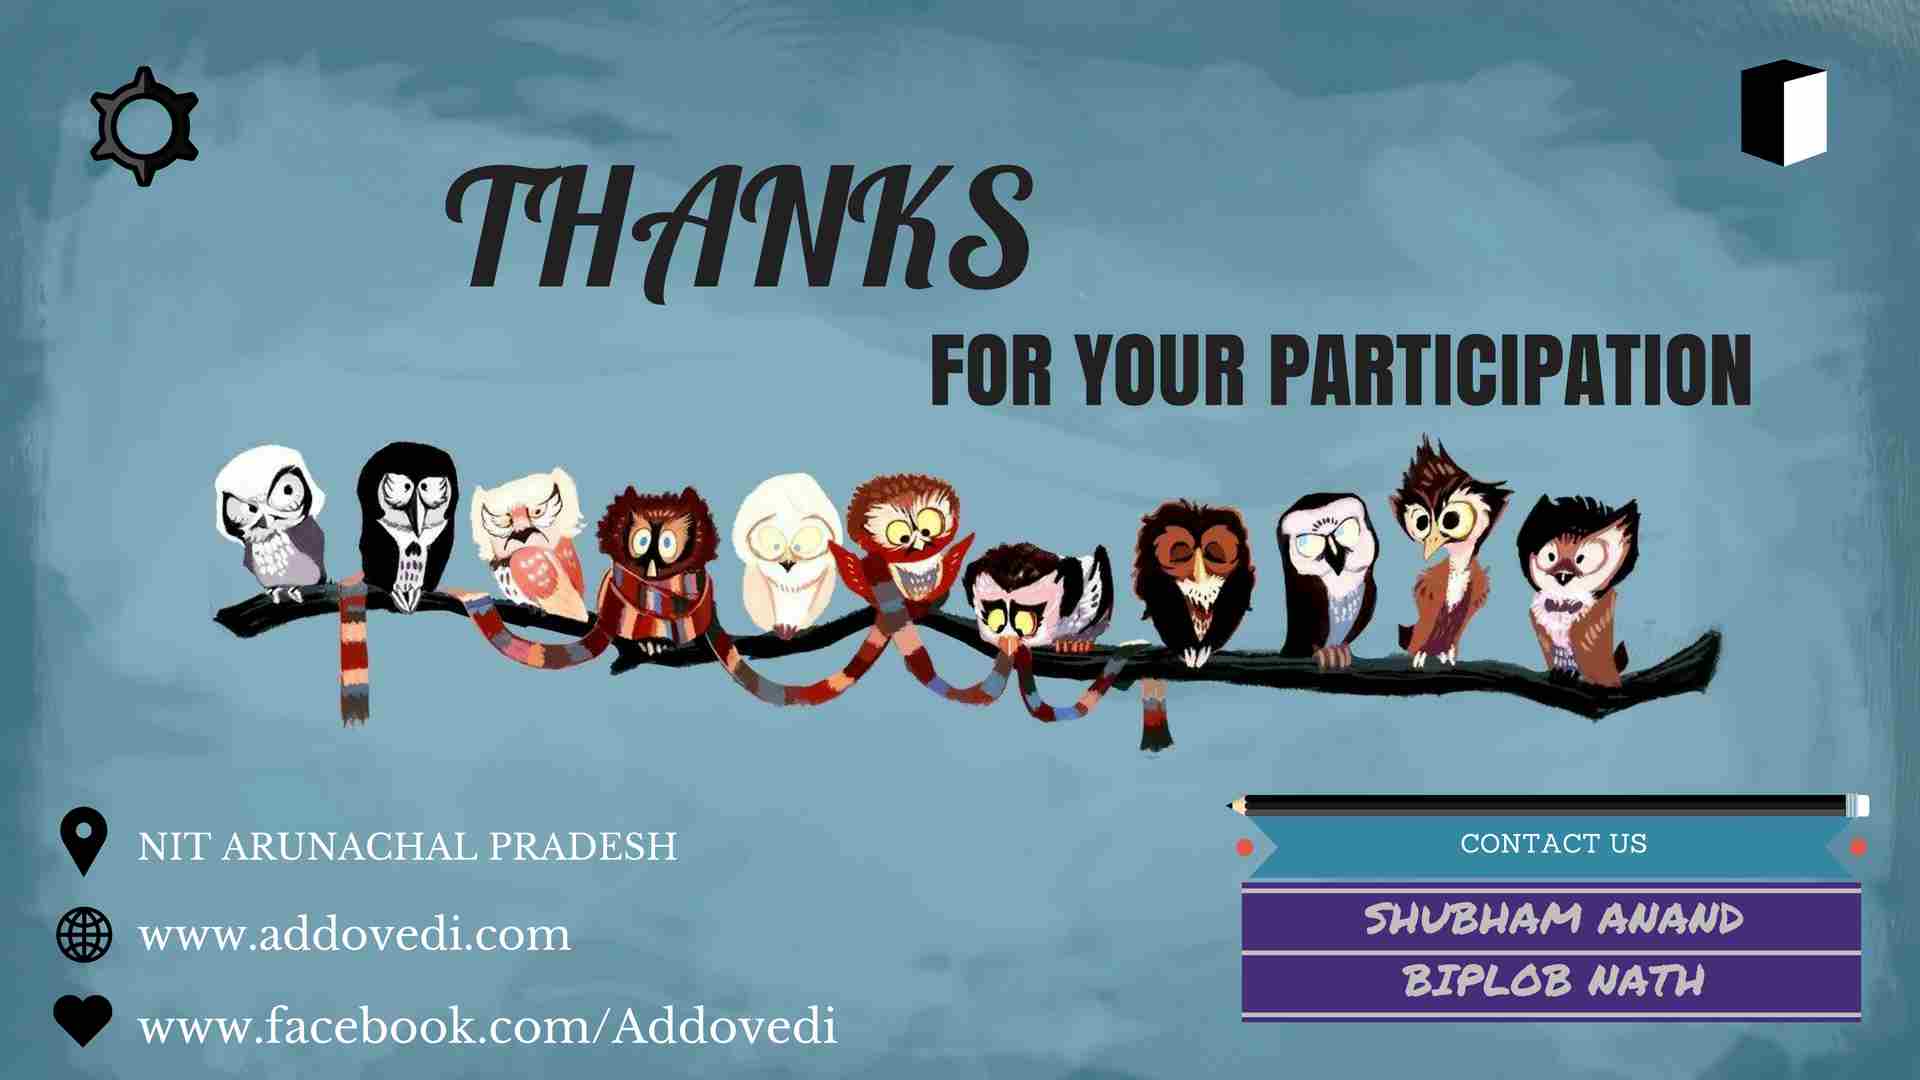 THANKS
FOR YOUR PARTICIPATION
NIT ARUNACHAL PRADESH
www.addovedi.com
www.facebook.com/Addovedi
CONTACT US
SHUBHAM ANAND
BIPLOB NATH